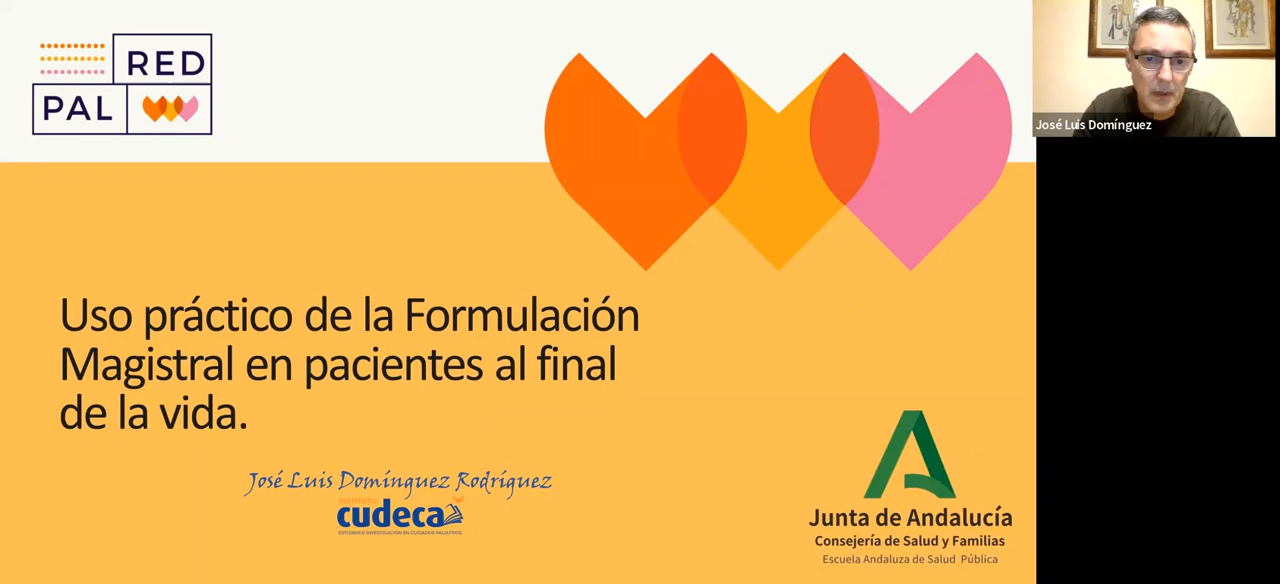 RED
PAL
José Luis Domínguez
Uso práctico de la Formulación
Magistral en pacientes al final
de la vida.
José Luis Domínguez Rodríguez
INSTITUTO
cudeca
ESTUDIOS E INVESTIGACIÓN EN CUIDADOS PALIATIVOS
Junta de Andalucía
Consejería de Salud y Familias
Escuela Andaluza de Salud Pública